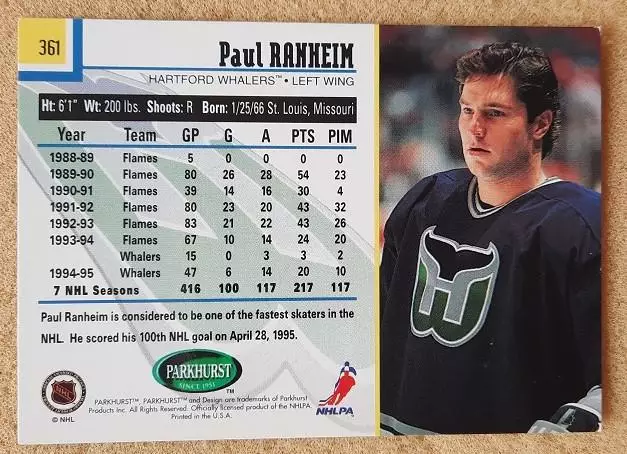 361
Paul RANHEIM
HARTFORD WHALERS™ • LEFT WING
Ht: 6'1" Wt: 200 lbs. Shoots: R Born: 1/25/66 St. Louis, Missouri
Year Team GP G A PTS PIM
1988-89 Flames 5 0 0 0 0
1989-90 Flames 80 26 28 54 23
1990-91 Flames 39 14 16 30 4
1991-92 Flames 80 23 20 43 32
1992-93 Flames 83 21 22 43 26
1993-94 Flames 67 10 14 24 20
Whalers 15 0 3 3 2
1994-95 Whalers 47 6 14 20 10
7 NHL Seasons 416 100 117 217 117
Paul Ranheim is considered to be one of the fastest skaters in the
NHL. He scored his 100th NHL goal on April 28, 1995.
PARKHURST
SINCE 1951
™
NHL
© NHL
PARKHURST™, PARKHURST™ and Design are trademarks of Parkhurst
Products Inc. All Rights Reserved. Officially licensed product of the NHLPA.
Printed in the U.S.A.
NHLPA